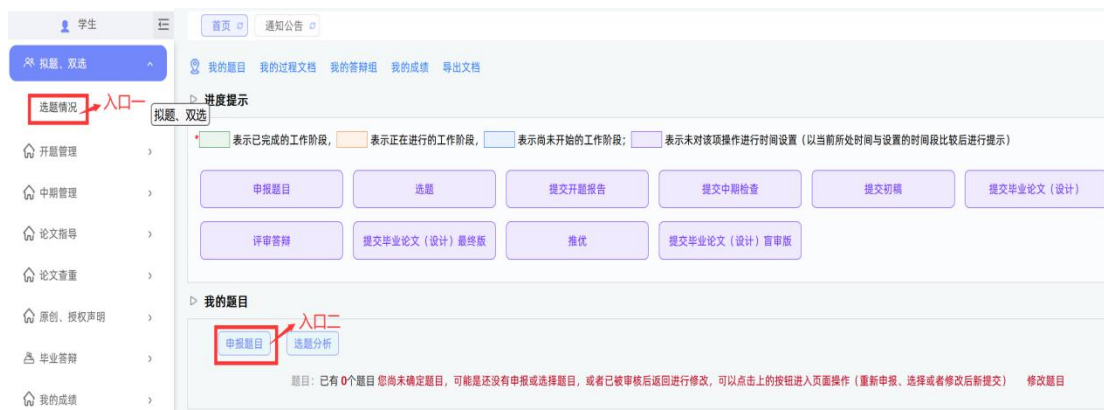 学生
首页 通知公告
拟题、双选
我的题目 我的过程文档 我的答辩组 我的成绩 导出文档
选题情况 入口一
拟题、双选
进度提示
* 表示已完成的工作阶段, 表示正在进行的工作阶段, 表示尚未开始的工作阶段; 表示未对该项操作进行时间设置（以当前所处时间与设置的时间段比较后进行提示）
开题管理
中期管理
论文指导
论文查重
原创、授权声明
毕业答辩
我的成绩
申报题目 选题 提交开题报告 提交中期检查 提交初稿 提交毕业论文（设计）
评审答辩 提交毕业论文（设计）最终版 推优 提交毕业论文（设计）盲审版
我的题目
入口二
申报题目 选题分析
题目：已有 0个题目 您尚未确定题目，可能是还没有申报或选择题目，或者已被审核后返回进行修改，可以点击上的按钮进入页面操作（重新申报、选择或者修改后新提交） 修改题目